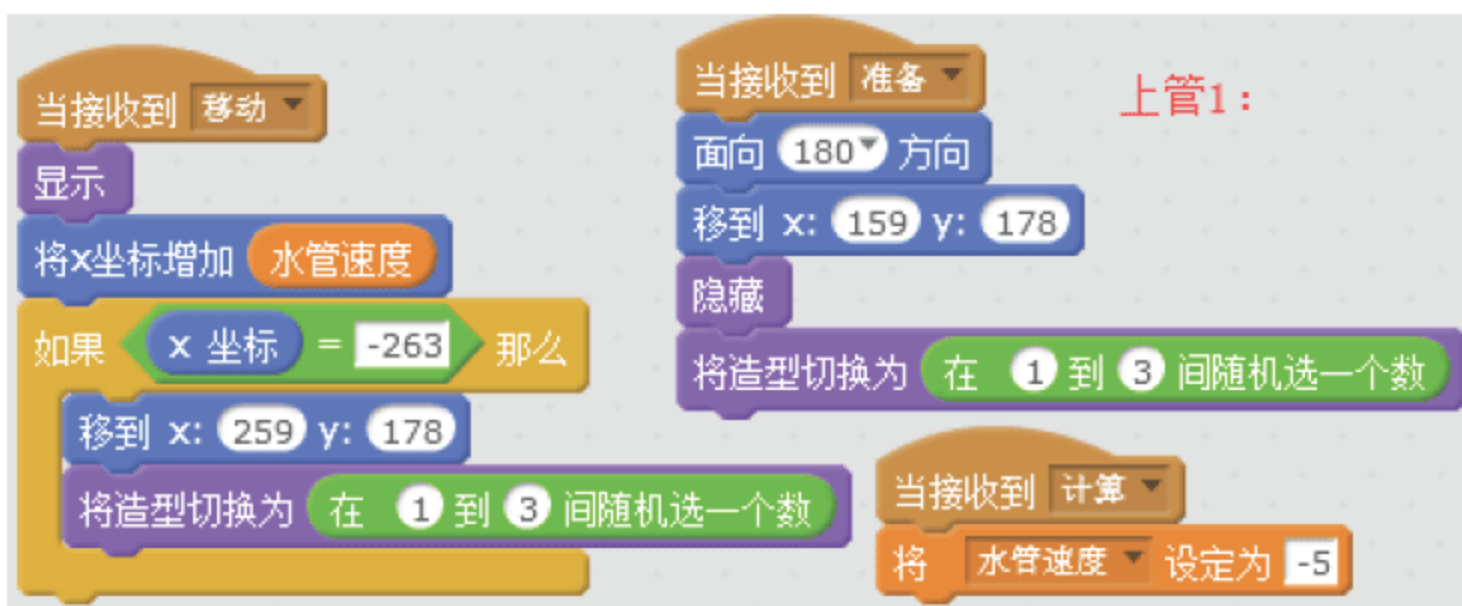 当接收到 移动
显示
将x坐标增加 水管速度
如果 x 坐标 = -263 那么
移到 x: 259 y: 178
将造型切换为 在 1 到 3 间随机选一个数
当接收到 准备
面向 180 方向
移到 x: 159 y: 178
隐藏
将造型切换为 在 1 到 3 间随机选一个数
上管1：
当接收到 计算
将 水管速度 设定为 -5